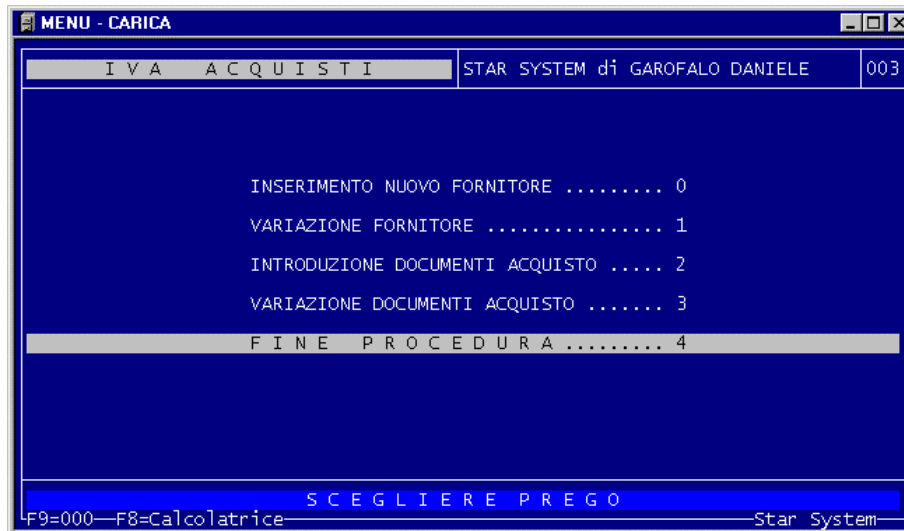 MENU - CARICA
I V A   A C Q U I S T I   STAR SYSTEM di GAROFALO DANIELE   003
INSERIMENTO NUOVO FORNITORE ......... 0
VARIAZIONE FORNITORE ................ 1
INTRODUZIONE DOCUMENTI ACQUISTO ..... 2
VARIAZIONE DOCUMENTI ACQUISTO ....... 3
F I N E   P R O C E D U R A ......... 4
S C E G L I E R E   P R E G O
F9=000—F8=Calcolatrice—Star System